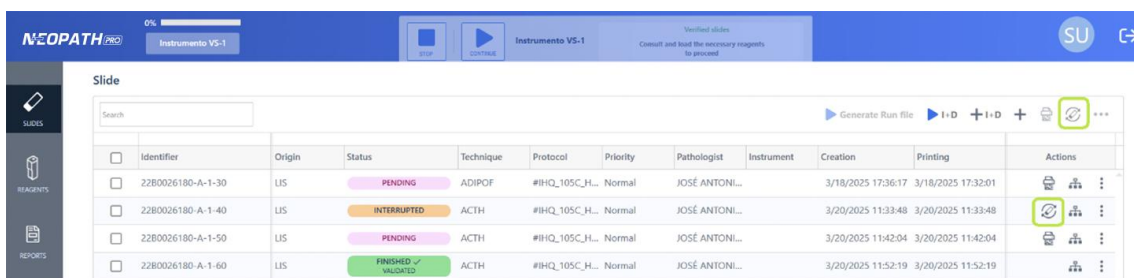 NEOPATH PRO
0%
Instrumento VS-1
STOP
CONTINUE
Instrumento VS-1
Verified slides
Consult and load the necessary reagents
to proceed
SU
SLIDES
REAGENTS
REPORTS
Slide
Search
Generate Run file I+D +I+D +
Identifier Origin Status Technique Protocol Priority Pathologist Instrument Creation Printing Actions
22B0026180-A-1-30 LIS PENDING ADIPOF #IHQ_105C_H... Normal JOSÉ ANTONI... 3/18/2025 17:36:17 3/18/2025 17:32:01
22B0026180-A-1-40 LIS INTERRUPTED ACTH #IHQ_105C_H... Normal JOSÉ ANTONI... 3/20/2025 11:33:48 3/20/2025 11:33:48
22B0026180-A-1-50 LIS PENDING ACTH #IHQ_105C_H... Normal JOSÉ ANTONI... 3/20/2025 11:42:04 3/20/2025 11:42:04
22B0026180-A-1-60 LIS FINISHED ✓ VALIDATED ACTH #IHQ_105C_H... Normal JOSÉ ANTONI... 3/20/2025 11:52:19 3/20/2025 11:52:19